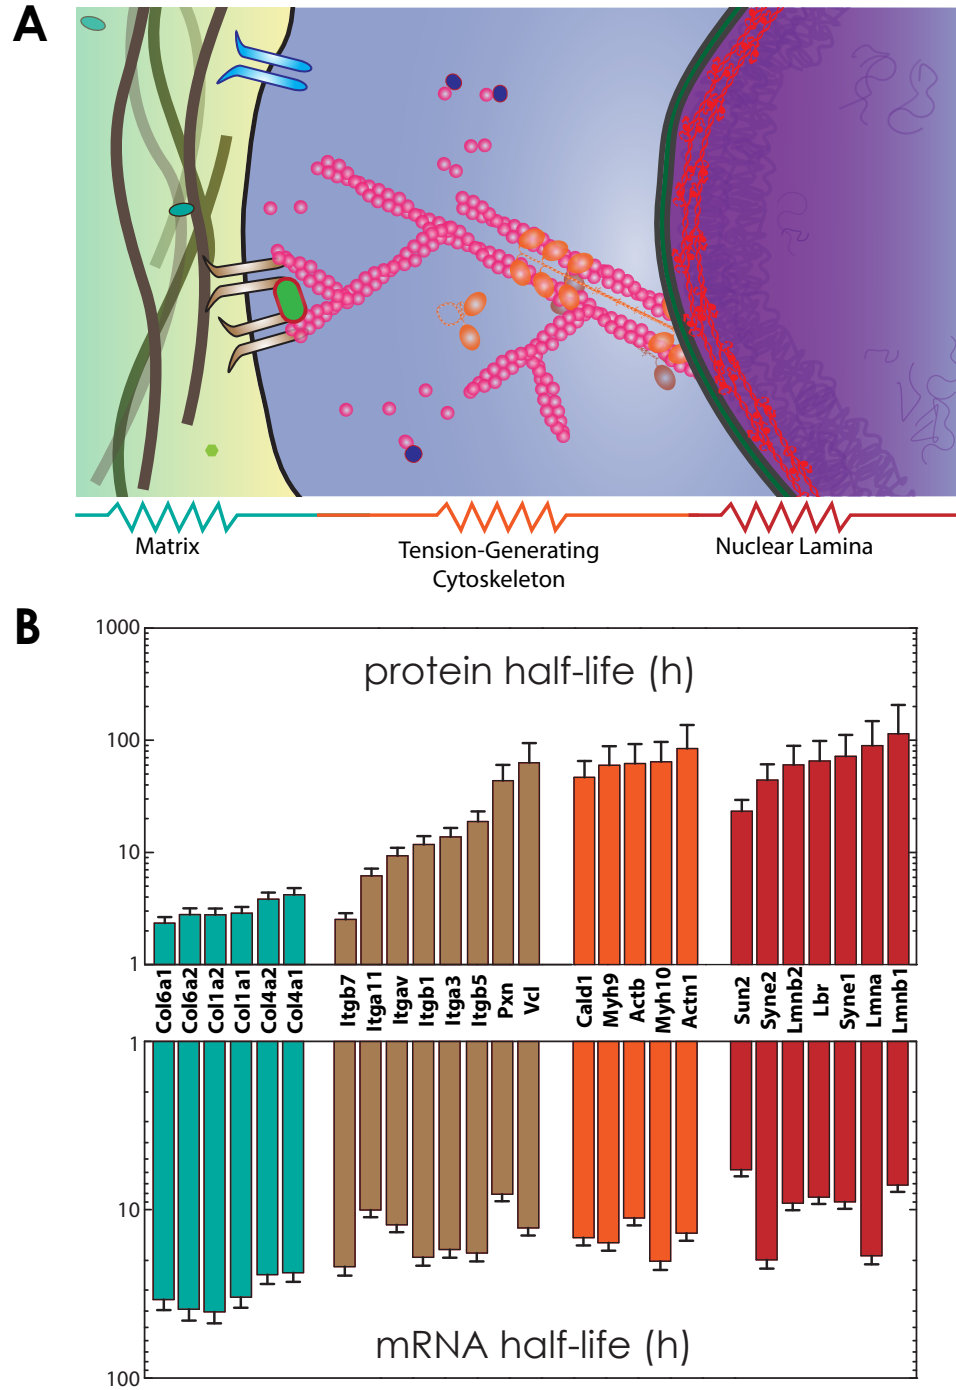 A
Matrix
Tension-Generating
Cytoskeleton
Nuclear Lamina
B
1000
protein half-life (h)
100
10
1
Col6a1
Col6a2
Col1a2
Col1a1
Col4a2
Col4a1
Itgb7
Itga11
Itgav
Itgb1
Itga3
Itgb5
Pxn
Vcl
Cald1
Myh9
Actb
Myh10
Actn1
Sun2
Syne2
Lmnb2
Lbr
Syne1
Lmna
Lmnb1
1
10
mRNA half-life (h)
100